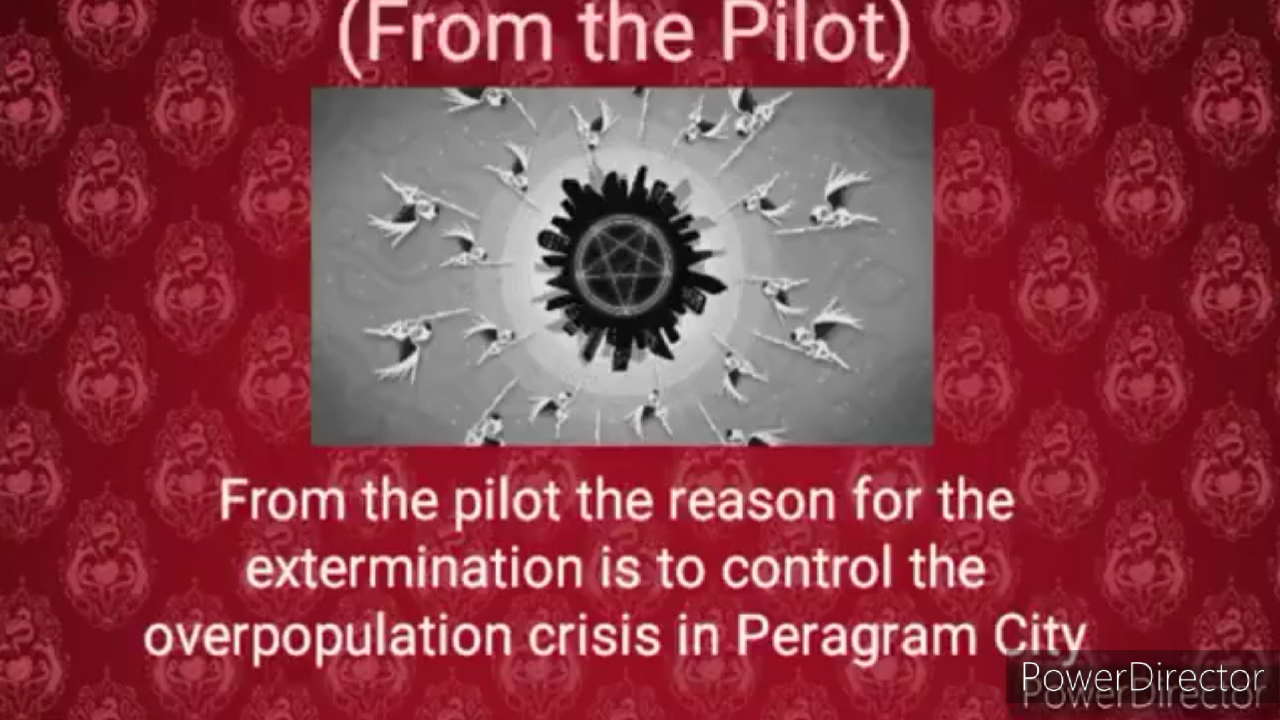 (From the Pilot)
From the pilot the reason for the
extermination is to control the
overpopulation crisis in Peragram City
PowerDirector